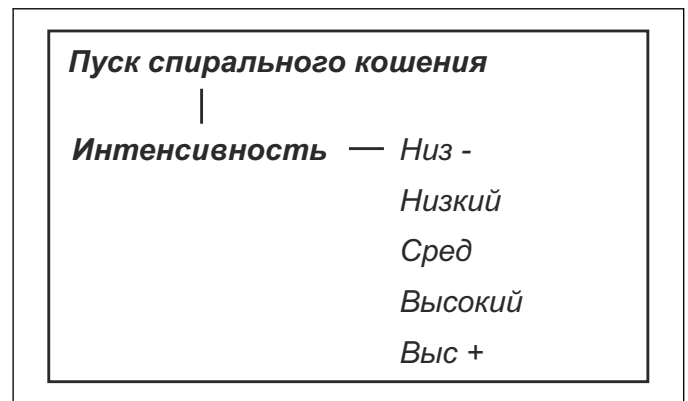 Пуск спирального кошения
Интенсивность — Низ -
Низкий
Сред
Высокий
Выс +